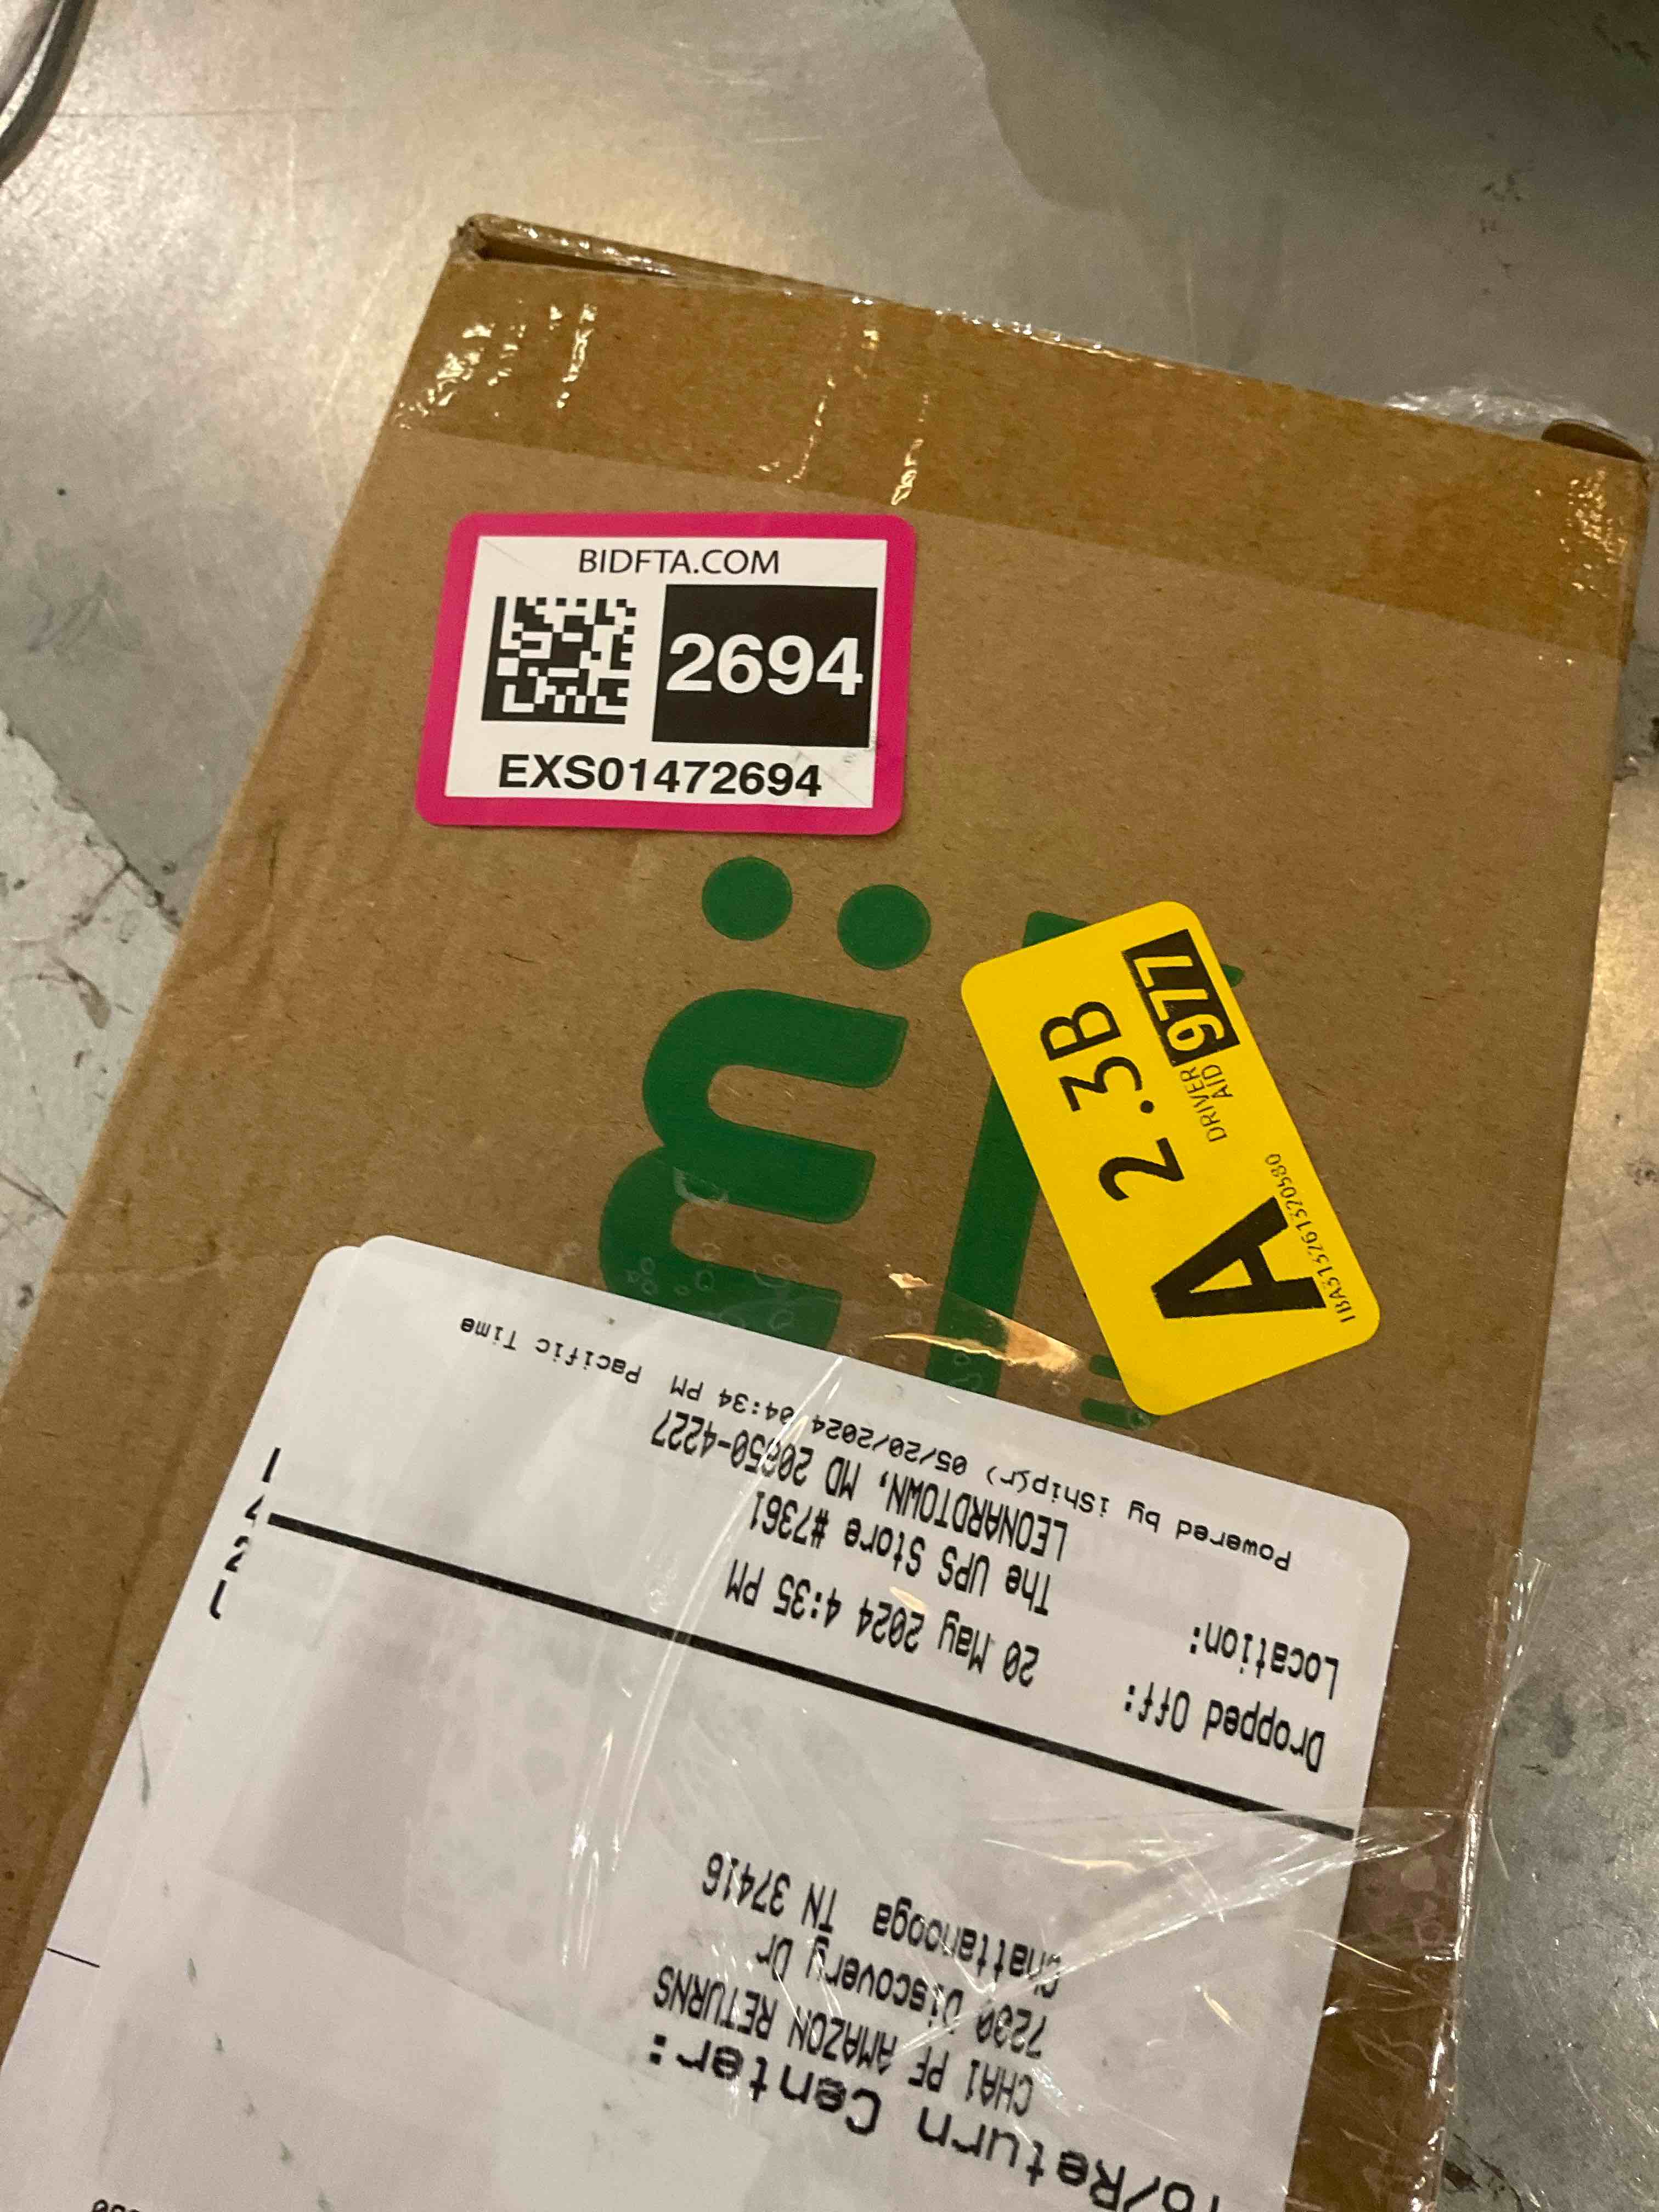 BIDFTA.COM
2694
EXS01472694
A 2.3B
DRIVER AID 977
Powered by iShip(r) 05/20/2024 04:34 PM Pacific Time
Location: The UPS Store #7361
LEONARDTOWN, MD 20650-4227
Dropped Off: 20 May 2024 4:35 PM
Return Center:
CHA1 PF AMAZON RETURNS
7200 Discovery Dr
Chattanooga TN 37416